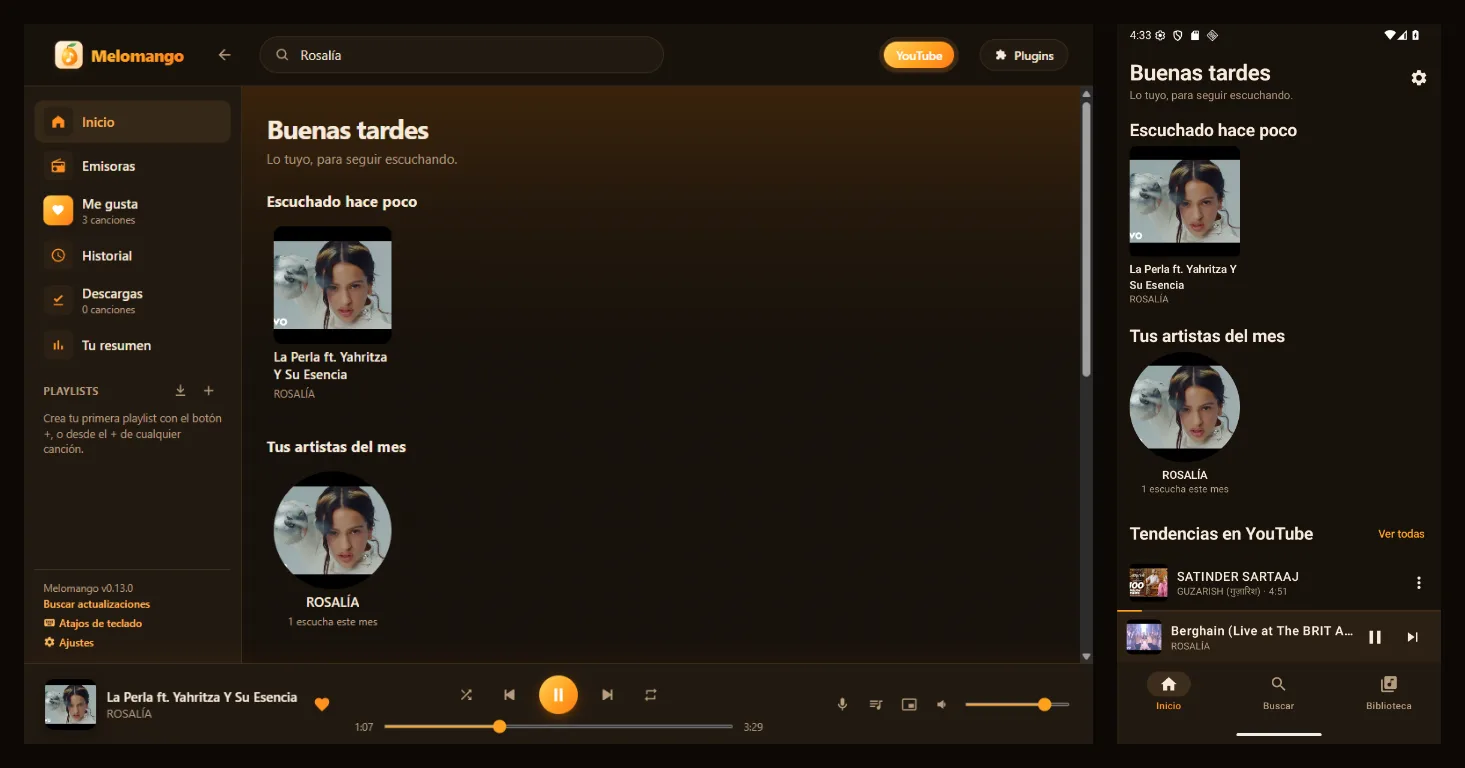 Melomango
Rosalía
YouTube
Plugins
Inicio
Emisoras
Me gusta
3 canciones
Historial
Descargas
0 canciones
Tu resumen
PLAYLISTS
Crea tu primera playlist con el botón
+, o desde el + de cualquier
canción.
Melomango v0.13.0
Buscar actualizaciones
Atajos de teclado
Ajustes
Buenas tardes
Lo tuyo, para seguir escuchando.
Escuchado hace poco
vo
La Perla ft. Yahritza
Y Su Esencia
ROSALÍA
Tus artistas del mes
ROSALÍA
1 escucha este mes
La Perla ft. Yahritza Y Su Esencia
ROSALÍA
1:07
3:29
4:33
Buenas tardes
Lo tuyo, para seguir escuchando.
Escuchado hace poco
vo
La Perla ft. Yahritza Y
Su Esencia
ROSALÍA
Tus artistas del mes
ROSALÍA
1 escucha este mes
Tendencias en YouTube
Ver todas
SATINDER SARTAAJ
GUZARISH (गुज़ारिश) · 4:51
Berghain (Live at The BRIT A…
ROSALÍA
Inicio
Buscar
Biblioteca